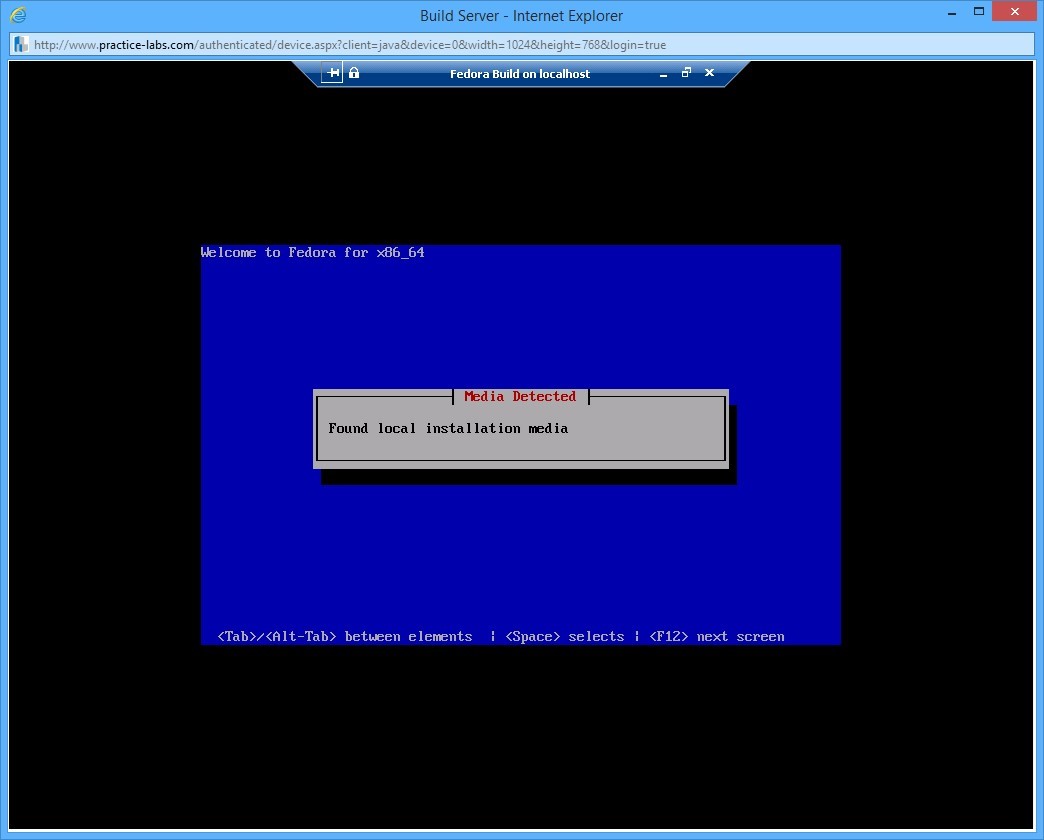 Build Server - Internet Explorer
http://www.practice-labs.com/authenticated/device.aspx?client=java&device=0&width=1024&height=768&login=true
Fedora Build on localhost
Welcome to Fedora for x86_64
Media Detected
Found local installation media
<Tab>/<Alt-Tab> between elements | <Space> selects | <F12> next screen